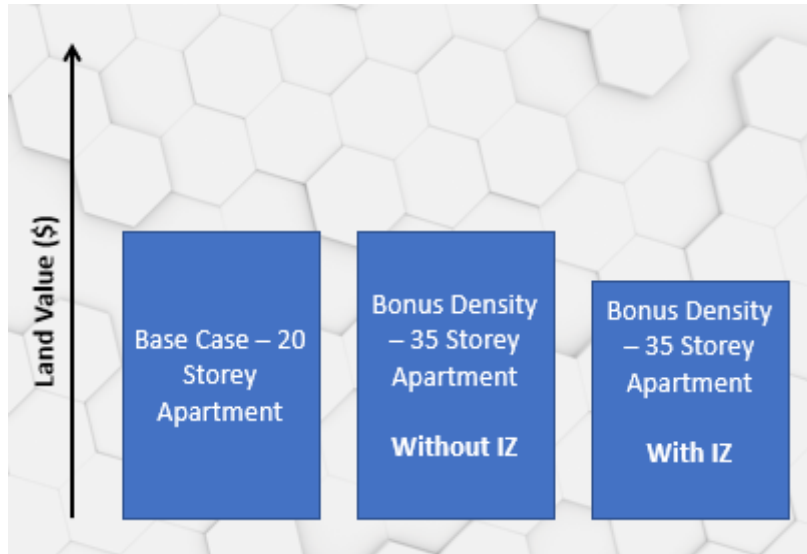 Land Value ($)
Base Case – 20
Storey
Apartment
Bonus Density
– 35 Storey
Apartment
Without IZ
Bonus Density
– 35 Storey
Apartment
With IZ